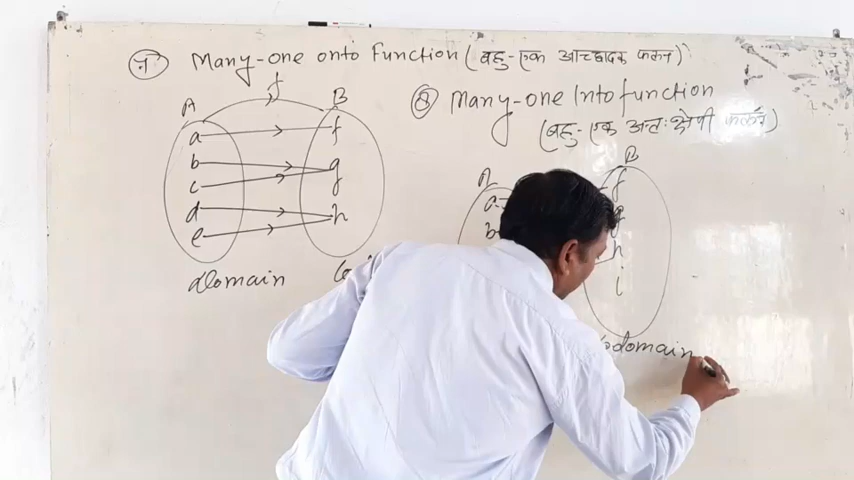 7 Many-one onto Function (बहु-एक आच्छादक फलन)
f
A B
a f
b g
c
d h
e
domain
8 Many-one Into function
(बहु-एक अन्तःक्षेपी फलन)
A B
a f
b g
h
i
domain